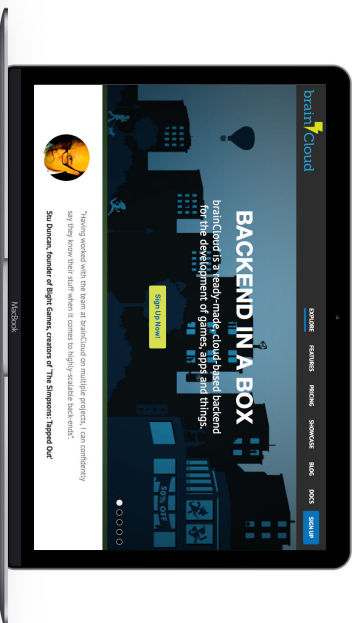 brainCloud
EXPLORE FEATURES PRICING SHOWCASE BLOG DOCS SIGN UP
BACKEND IN A BOX
brainCloud is a ready-made, cloud-based backend
for the development of games, apps and things.
Sign Up Now!
50% OFF
"Having worked with the team at brainCloud on multiple projects, I can confidently
say they know their stuff when it comes to highly-scalable back-ends".
Stu Duncan, founder of Bight Games, creators of 'The Simpsons: Tapped Out'
MacBook